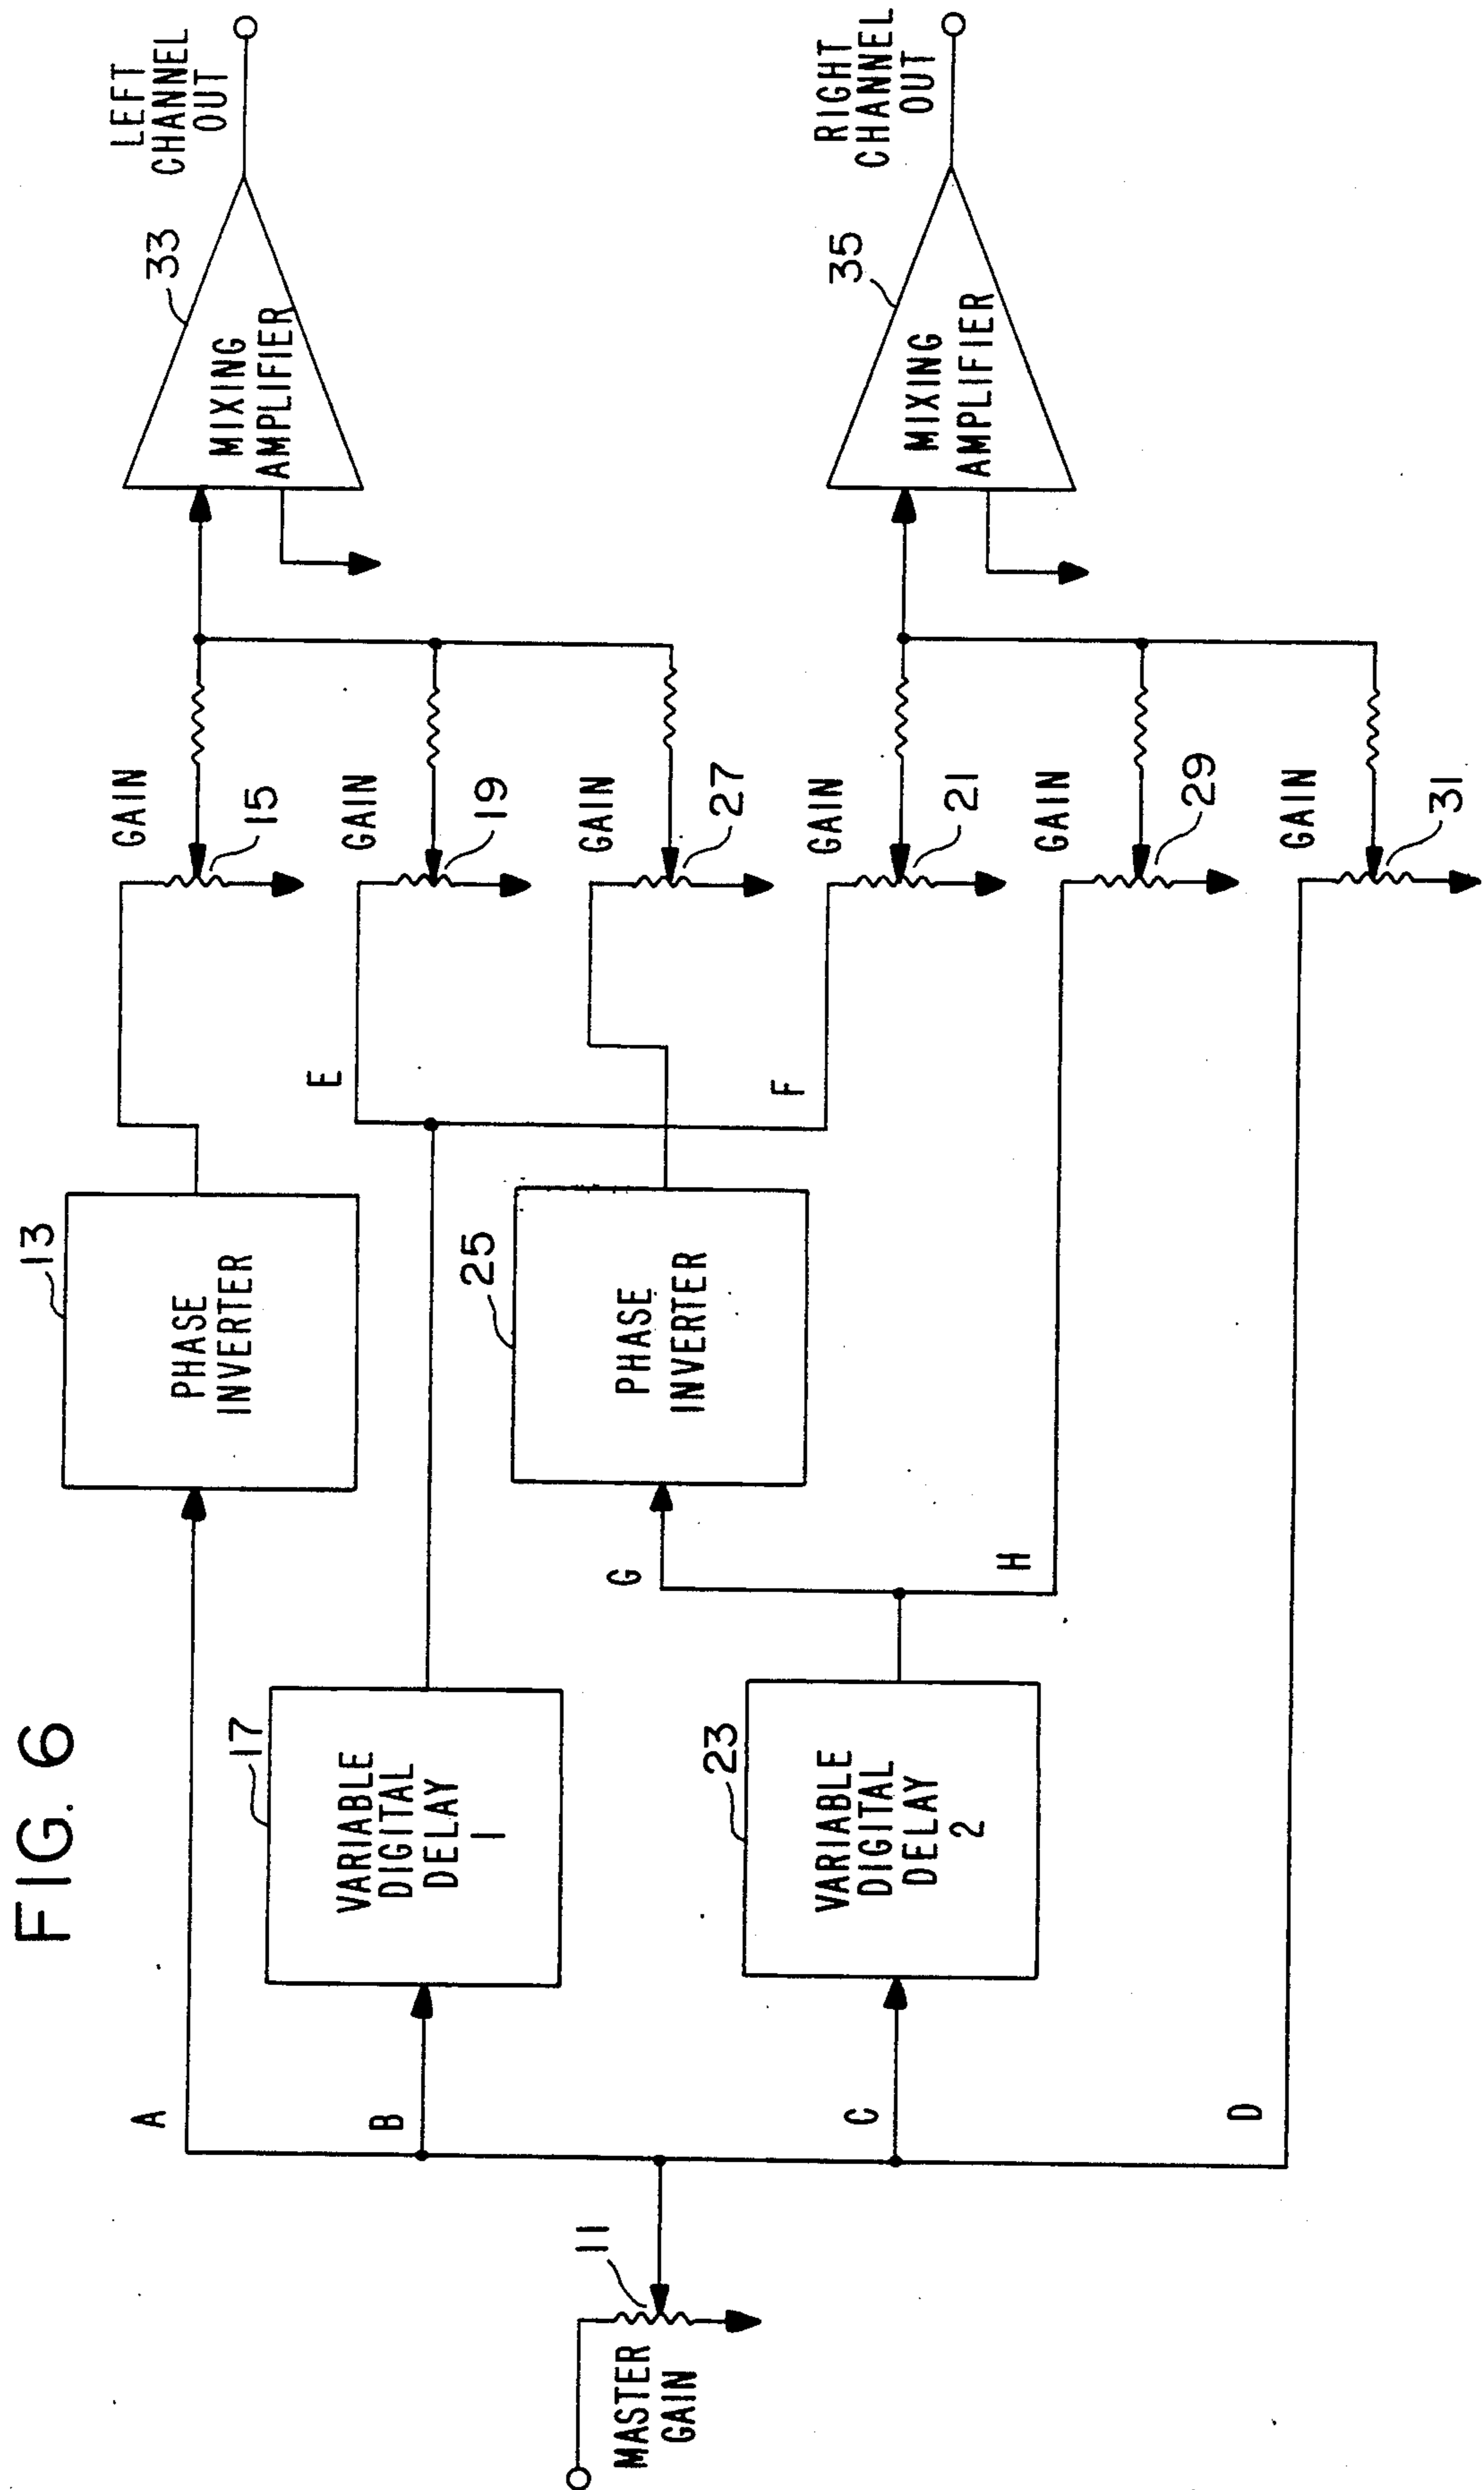 FIG. 6
MASTER
GAIN
11
A
B
C
D
17
VARIABLE
DIGITAL
DELAY
1
23
VARIABLE
DIGITAL
DELAY
2
G
H
13
PHASE
INVERTER
25
PHASE
INVERTER
E
F
GAIN
15
GAIN
19
GAIN
27
GAIN
21
GAIN
29
GAIN
31
33
MIXING
AMPLIFIER
35
MIXING
AMPLIFIER
LEFT
CHANNEL
OUT
RIGHT
CHANNEL
OUT